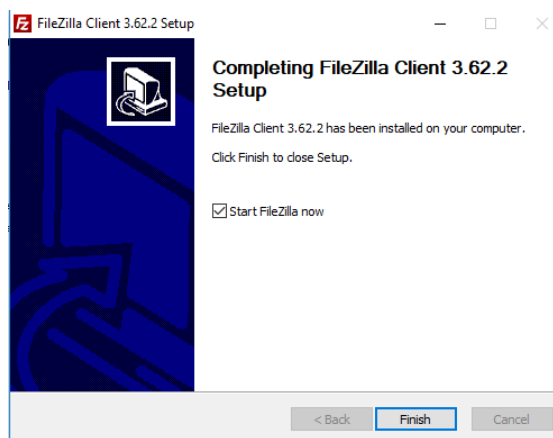 FileZilla Client 3.62.2 Setup
Completing FileZilla Client 3.62.2
Setup
FileZilla Client 3.62.2 has been installed on your computer.
Click Finish to close Setup.
Start FileZilla now
< Back Finish Cancel